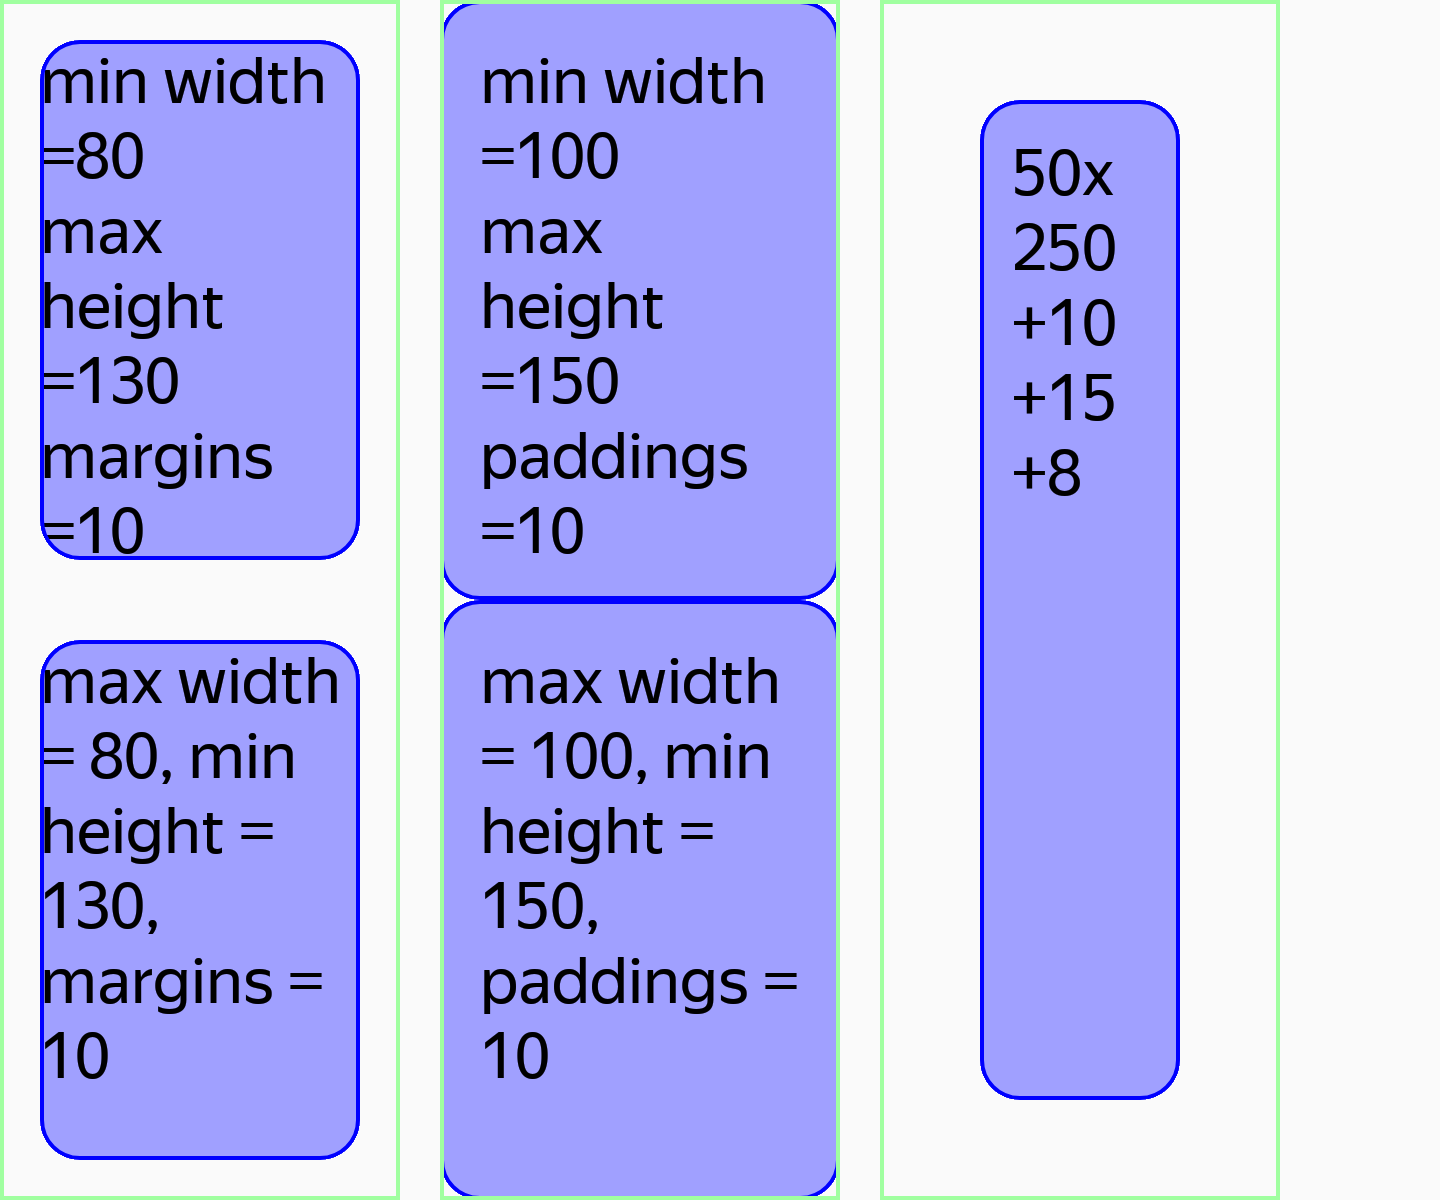 min width
=80
max
height
=130
margins
=10
max width
= 80, min
height =
130,
margins =
10
min width
=100
max
height
=150
paddings
=10
max width
= 100, min
height =
150,
paddings =
10
50x
250
+10
+15
+8